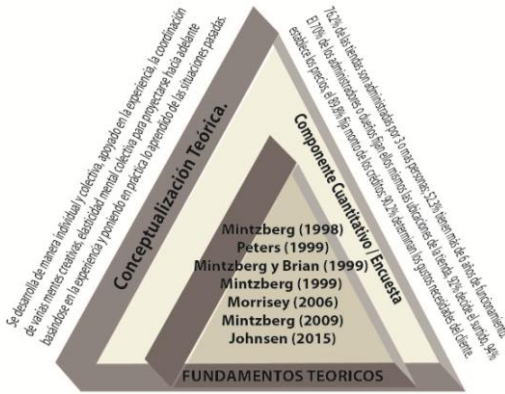 Se desarrolla de manera individual y colectiva, apoyado en la experiencia, la coordinación
de varias mentes creativas, elasticidad mental colectiva para proyectarse hacia adelante
basándose en la experiencia y poniendo en práctica lo aprendido de las situaciones pasadas.
Conceptualización Teórica.
76,2% de las tiendas son administradas por 3 o mas personas; 52,3% tienen más de 6 años de funcionamiento.
El 70% de los administradores o dueños fijan ellos mismos las ubicaciones de la tienda, 92% decide el surtido, 94%
establece los precios, el 89,8% fija monto de los créditos; 90,2% determinan los gustos necesidades del cliente.
Componente Cuantitativo / Encuesta
Mintzberg (1998)
Peters (1999)
Mintzberg y Brian (1999)
Mintzberg (1999)
Morrisey (2006)
Mintzberg (2009)
Johnsen (2015)
FUNDAMENTOS TEORICOS